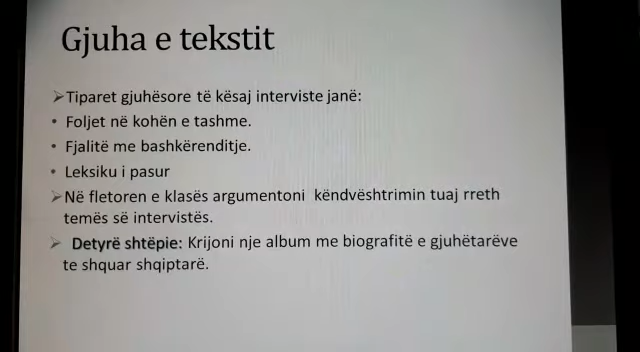 Gjuha e tekstit
➢Tiparet gjuhësore të kësaj interviste janë:
• Foljet në kohën e tashme.
• Fjalitë me bashkërenditje.
• Leksiku i pasur
➢Në fletoren e klasës argumentoni këndvështrimin tuaj rreth
temës së intervistës.
➢ Detyrë shtëpie: Krijoni nje album me biografitë e gjuhëtarëve
te shquar shqiptarë.